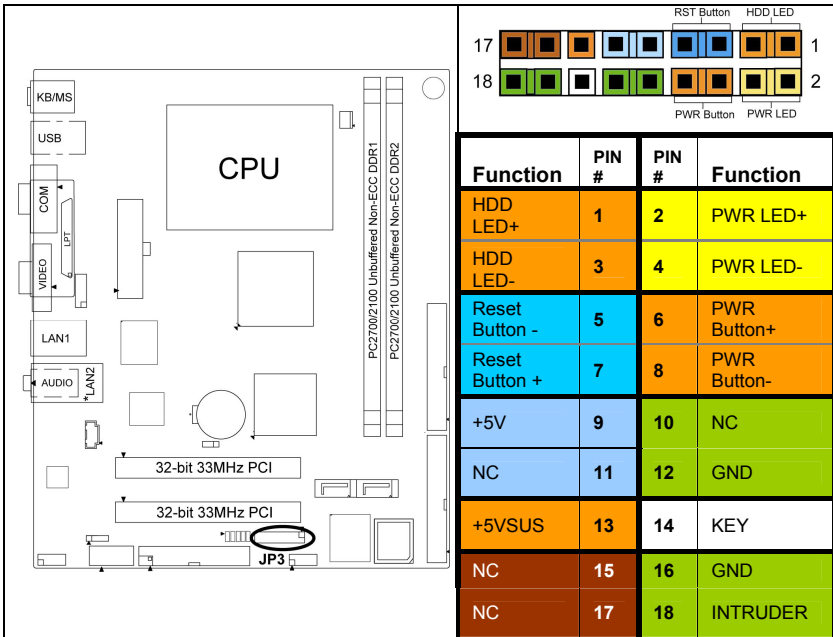 KB/MS
USB
COM
LPT
VIDEO
LAN1
AUDIO
*LAN2
CPU
PC2700/2100 Unbuffered Non-ECC DDR1
PC2700/2100 Unbuffered Non-ECC DDR2
32-bit 33MHz PCI
32-bit 33MHz PCI
JP3
RST Button HDD LED
17 1
18 2
PWR Button PWR LED
Function PIN # PIN # Function
HDD LED+ 1 2 PWR LED+
HDD LED- 3 4 PWR LED-
Reset Button - 5 6 PWR Button+
Reset Button + 7 8 PWR Button-
+5V 9 10 NC
NC 11 12 GND
+5VSUS 13 14 KEY
NC 15 16 GND
NC 17 18 INTRUDER